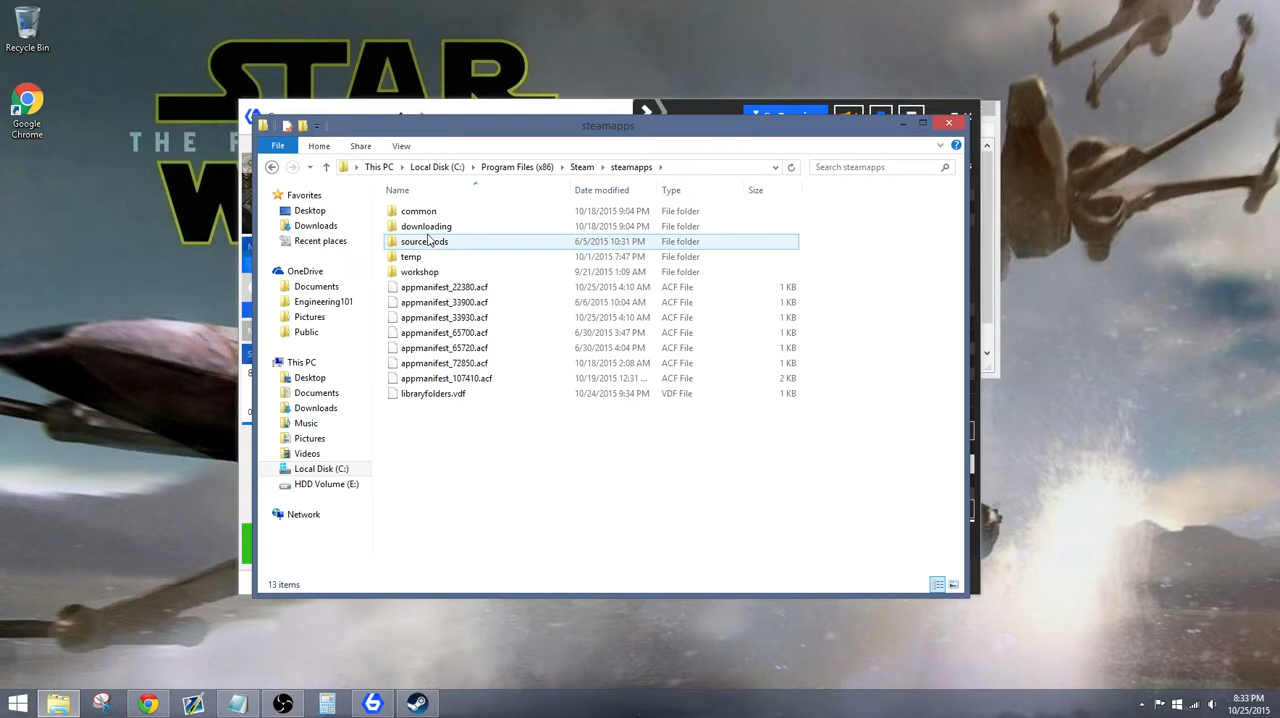 Recycle Bin
Google
Chrome
STAR
THE F
W
steamapps
File Home Share View
This PC Local Disk (C:) Program Files (x86) Steam steamapps
Search steamapps
Name Date modified Type Size
Favorites
Desktop
Downloads
Recent places
OneDrive
Documents
Engineering101
Pictures
Public
This PC
Desktop
Documents
Downloads
Music
Pictures
Videos
Local Disk (C:)
HDD Volume (E:)
Network
common 10/18/2015 9:04 PM File folder
downloading 10/18/2015 9:04 PM File folder
source ods 6/5/2015 10:31 PM File folder
temp 10/1/2015 7:47 PM File folder
workshop 9/21/2015 1:09 AM File folder
appmanifest_22380.acf 10/25/2015 4:10 AM ACF File 1 KB
appmanifest_33900.acf 6/6/2015 10:04 AM ACF File 1 KB
appmanifest_33930.acf 10/25/2015 4:10 AM ACF File 1 KB
appmanifest_65700.acf 6/30/2015 3:47 PM ACF File 1 KB
appmanifest_65720.acf 6/30/2015 4:04 PM ACF File 1 KB
appmanifest_72850.acf 10/18/2015 2:08 AM ACF File 1 KB
appmanifest_107410.acf 10/19/2015 12:31 ... ACF File 2 KB
libraryfolders.vdf 10/24/2015 9:34 PM VDF File 1 KB
13 items
8:33 PM
10/25/2015